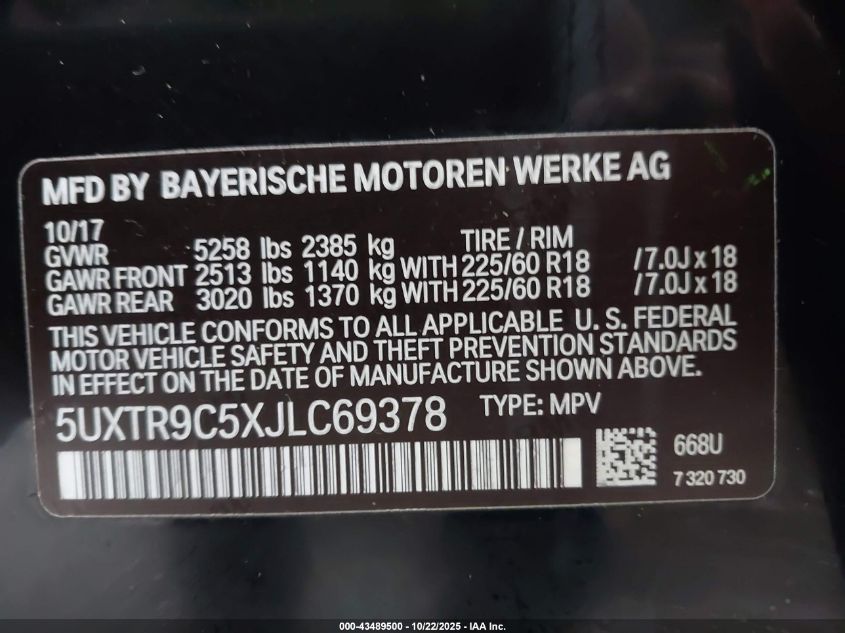 MFD BY BAYERISCHE MOTOREN WERKE AG
10/17 TIRE / RIM
GVWR 5258 lbs 2385 kg
GAWR FRONT 2513 lbs 1140 kg WITH 225/60 R18 /7.0J x 18
GAWR REAR 3020 lbs 1370 kg WITH 225/60 R18 /7.0J x 18
THIS VEHICLE CONFORMS TO ALL APPLICABLE U. S. FEDERAL
MOTOR VEHICLE SAFETY AND THEFT PREVENTION STANDARDS
IN EFFECT ON THE DATE OF MANUFACTURE SHOWN ABOVE.
5UXTR9C5XJLC69378 TYPE: MPV
668U
7 320 730
000-43489500 - 10/22/2025 - IAA Inc.